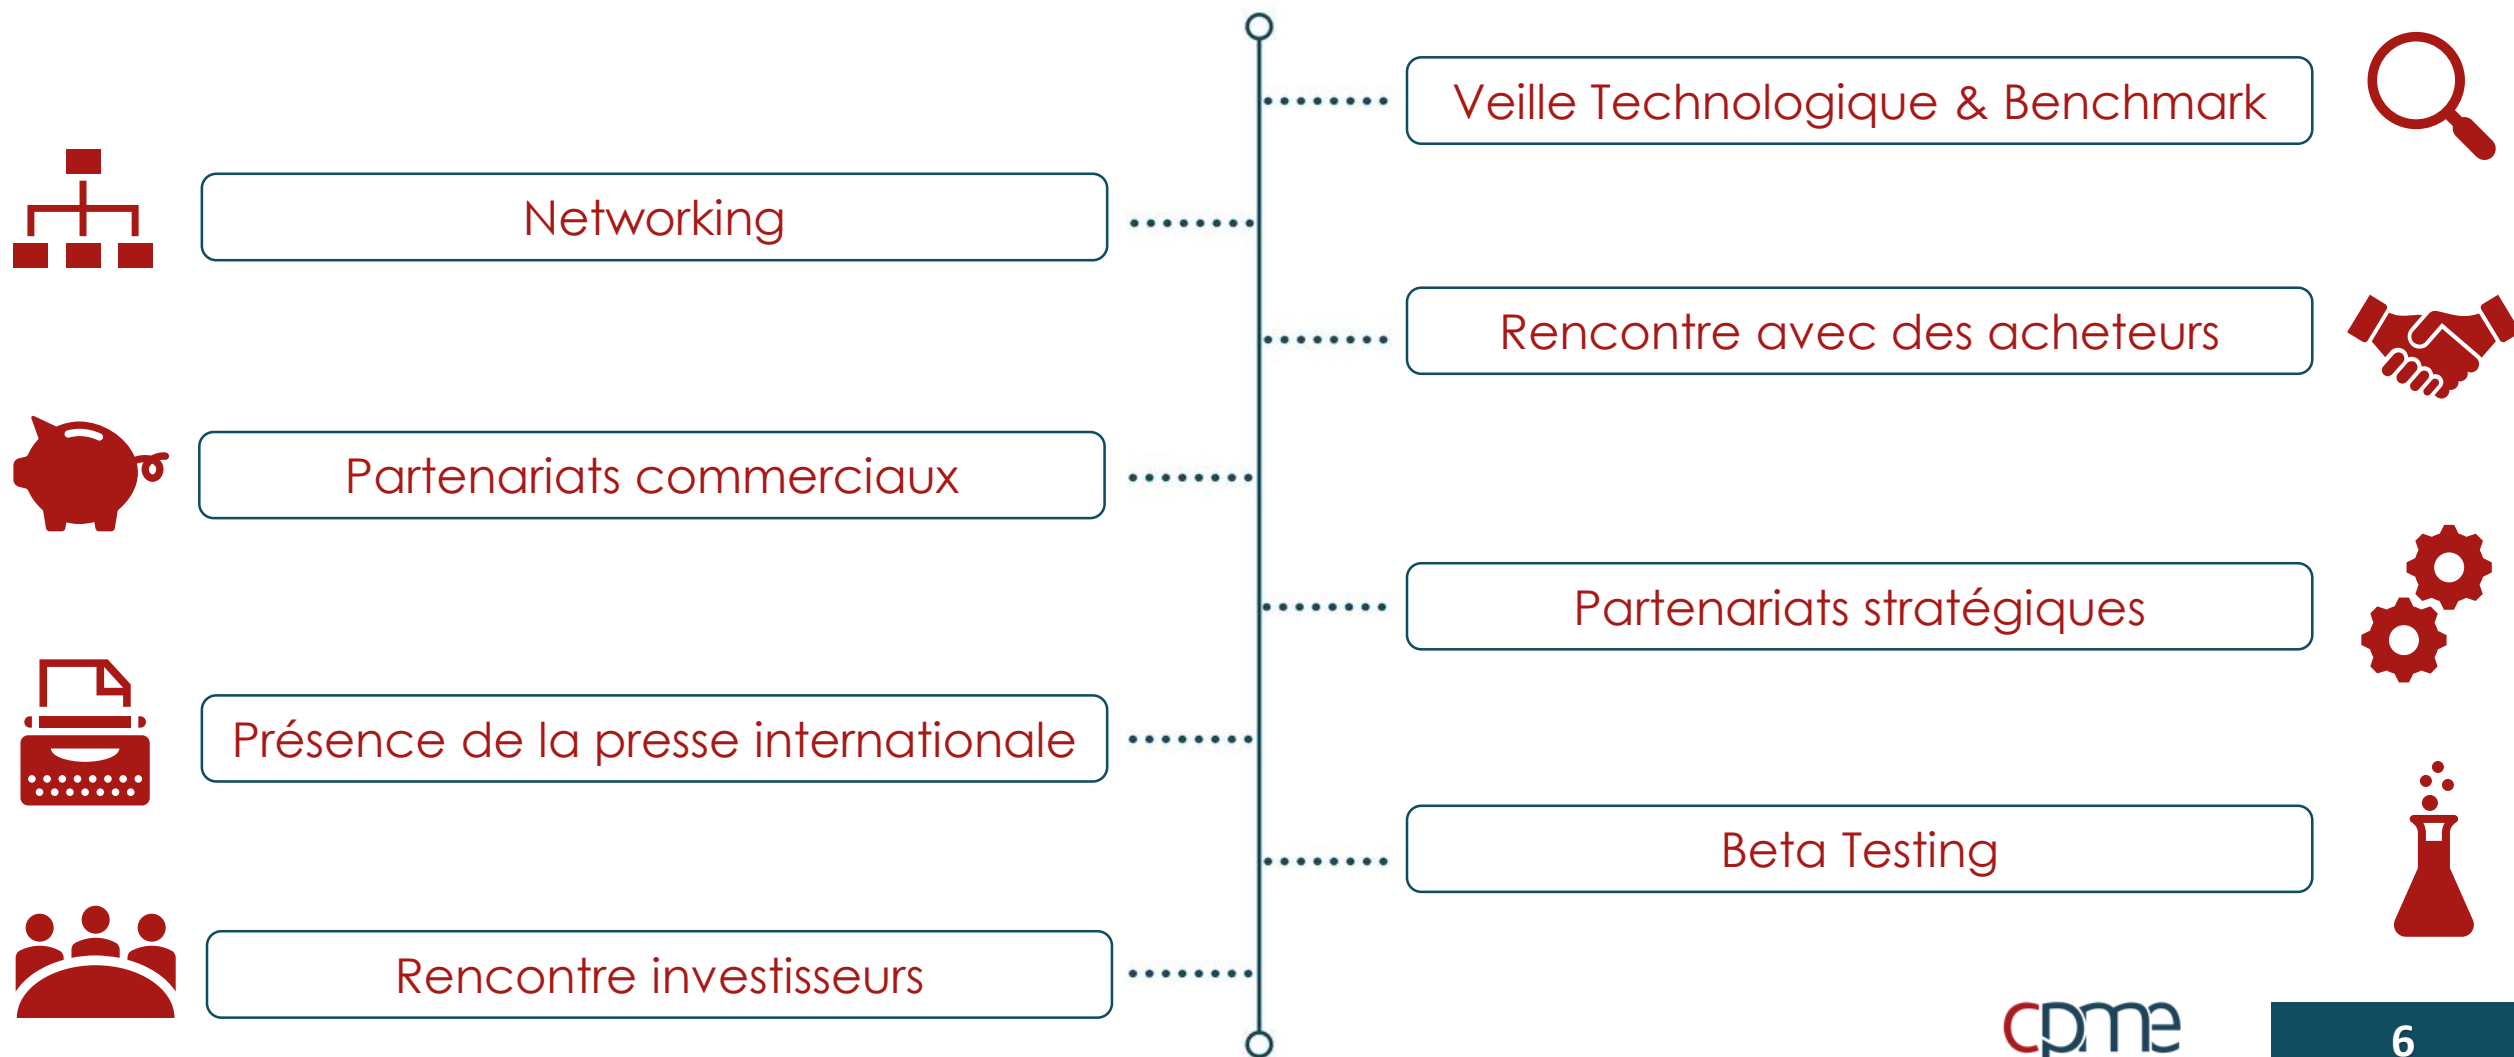 Veille Technologique & Benchmark
Networking
Rencontre avec des acheteurs
Partenariats commerciaux
Partenariats stratégiques
Présence de la presse internationale
Beta Testing
Rencontre investisseurs
cpme
6